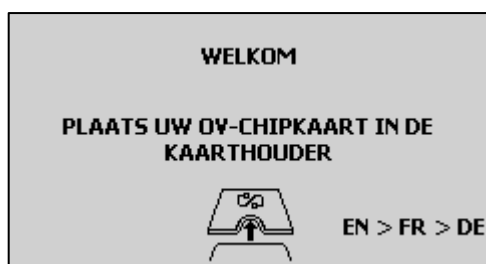 WELKOM
PLAATS UW OV-CHIPKAART IN DE
KAARTHOUDER
EN > FR > DE